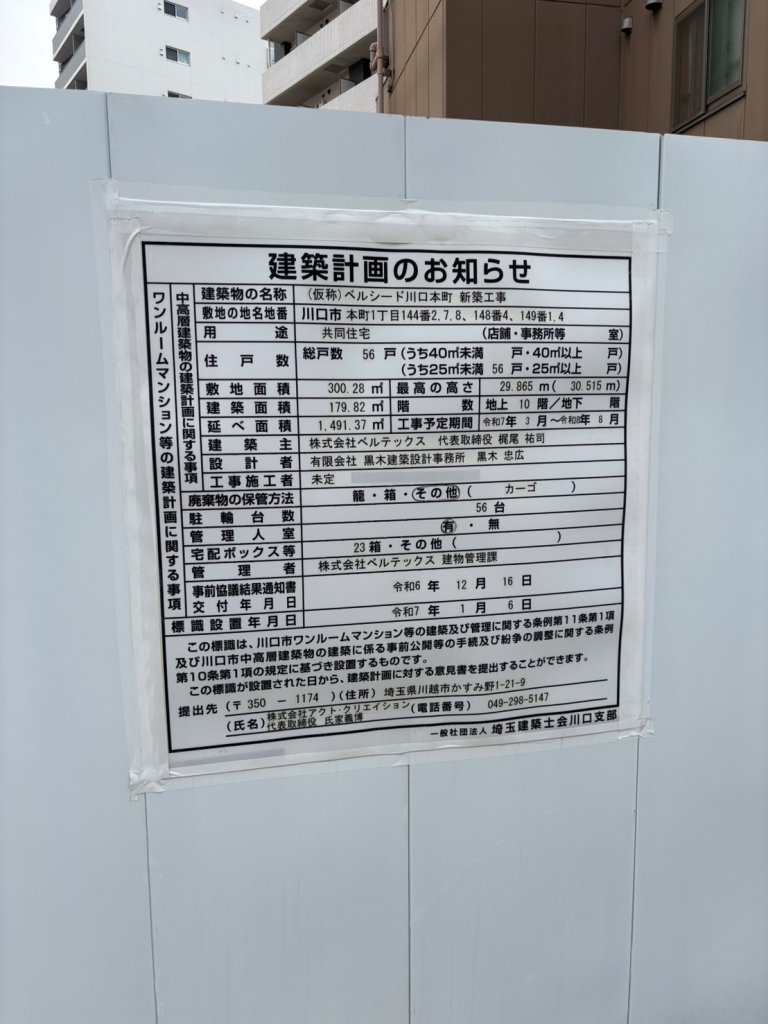 建築計画のお知らせ
ワンルームマンション等の建築計画に関する事項
中高層建築物の建築計画に関する事項
建築物の名称 (仮称)ベルシード川口本町 新築工事
敷地の地名地番 川口市 本町1丁目144番2,7,8、148番4、149番1,4
用途 共同住宅 (店舗・事務所等 室)
住戸数 総戸数 56 戸 (うち40㎡未満 戸・40㎡以上 戸)
(うち25㎡未満 56 戸・25㎡以上 戸)
敷地面積 300.28 ㎡ 最高の高さ 29.865 m ( 30.515 m)
建築面積 179.82 ㎡ 階数 地上 10 階/地下 階
延べ面積 1,491.37 ㎡ 工事予定期間 令和7年 3 月 〜令和8年 8 月
建築主 株式会社ベルテックス 代表取締役 梶尾 祐司
設計者 有限会社 黒木建築設計事務所 黒木 忠広
工事施工者 未定
廃棄物の保管方法 籠・箱・その他( カーゴ )
駐輪台数 56 台
管理人室 有・無
宅配ボックス等 23 箱・その他( )
管理者 株式会社ベルテックス 建物管理課
事前協議結果通知書
交付年月日 令和6 年 12 月 16 日
標識設置年月日 令和7 年 1 月 6 日
この標識は、川口市ワンルームマンション等の建築及び管理に関する条例第11条第1項
及び川口市中高層建築物の建築に係る事前公開等の手続及び紛争の調整に関する条例
第10条第1項の規定に基づき設置するものです。
この標識が設置された日から、建築計画に対する意見書を提出することができます。
提出先 (〒350 - 1174 )(住所) 埼玉県川越市かすみ野1-21-9
(氏名) 株式会社アクト・クリエイション (電話番号) 049-298-5147
代表取締役 氏家義博
一般社団法人 埼玉建築士会川口支部